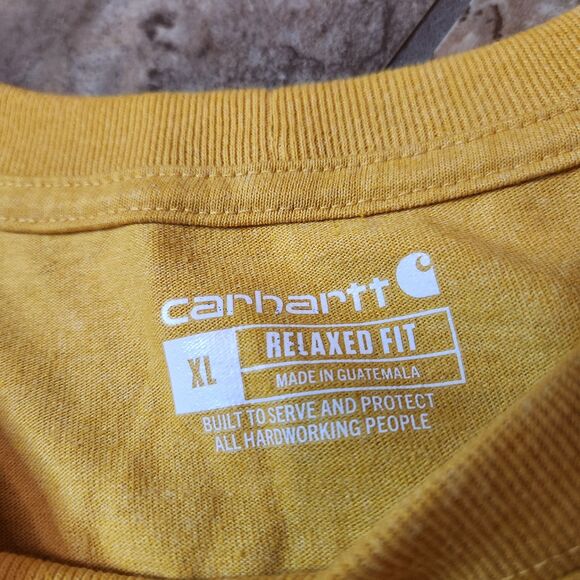 carhartt
XL
RELAXED FIT
MADE IN GUATEMALA
BUILT TO SERVE AND PROTECT
ALL HARDWORKING PEOPLE